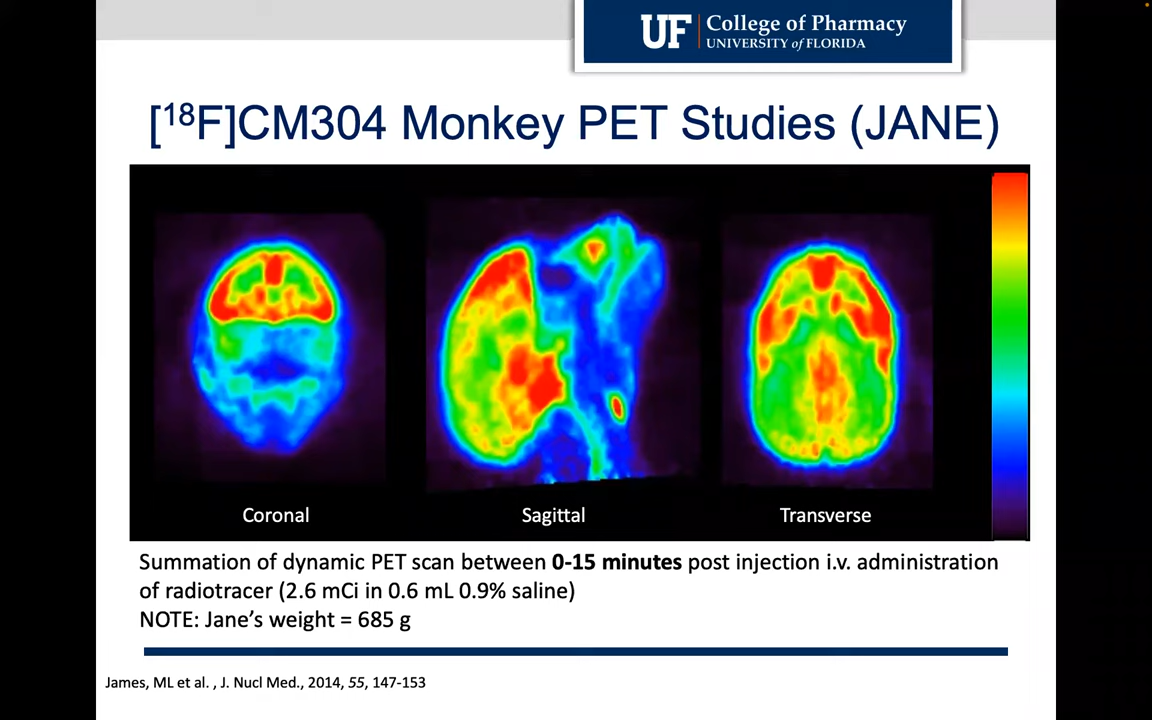 UF College of Pharmacy
UNIVERSITY of FLORIDA
[¹⁸F]CM304 Monkey PET Studies (JANE)
Coronal Sagittal Transverse
Summation of dynamic PET scan between 0-15 minutes post injection i.v. administration
of radiotracer (2.6 mCi in 0.6 mL 0.9% saline)
NOTE: Jane’s weight = 685 g
James, ML et al. , J. Nucl Med., 2014, 55, 147-153